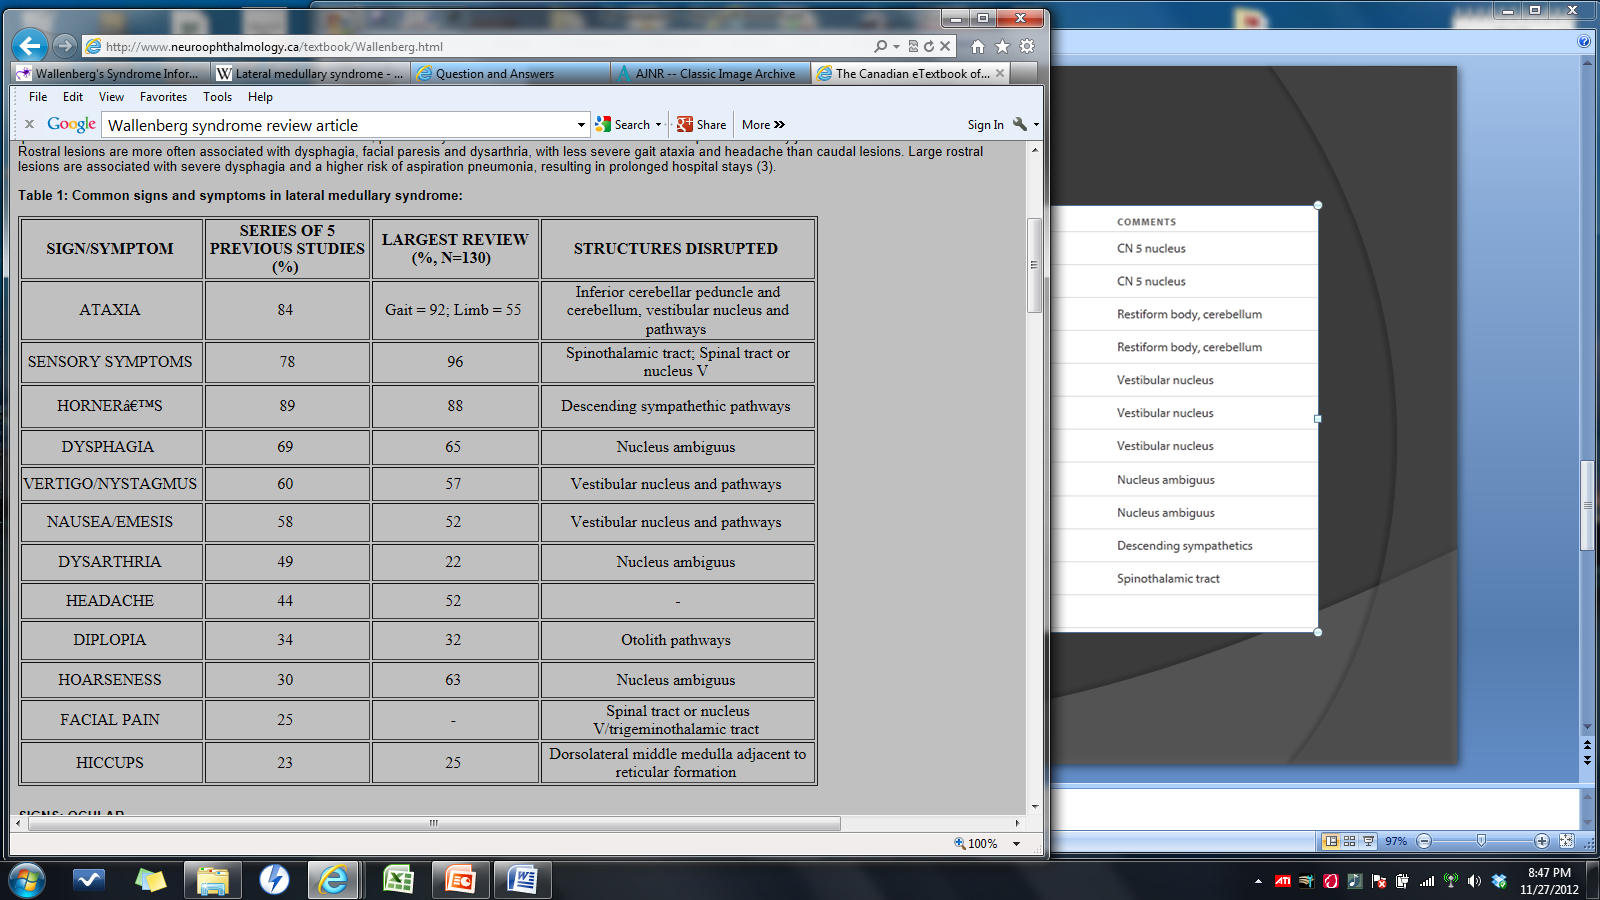 http://www.neuroophthalmology.ca/textbook/Wallenberg.html
Wallenberg's Syndrome Infor...
Lateral medullary syndrome - ...
Question and Answers
AJNR -- Classic Image Archive
The Canadian eTextbook of...
File Edit View Favorites Tools Help
x Google Wallenberg syndrome review article Search Share More Sign In
Rostral lesions are more often associated with dysphagia, facial paresis and dysarthria, with less severe gait ataxia and headache than caudal lesions. Large rostral
lesions are associated with severe dysphagia and a higher risk of aspiration pneumonia, resulting in prolonged hospital stays (3).
Table 1: Common signs and symptoms in lateral medullary syndrome:
SIGN/SYMPTOM
SERIES OF 5
PREVIOUS STUDIES
(%)
LARGEST REVIEW
(%, N=130)
STRUCTURES DISRUPTED
ATAXIA
84
Gait = 92; Limb = 55
Inferior cerebellar peduncle and
cerebellum, vestibular nucleus and
pathways
SENSORY SYMPTOMS
78
96
Spinothalamic tract; Spinal tract or
nucleus V
HORNERâ€™S
89
88
Descending sympathethic pathways
DYSPHAGIA
69
65
Nucleus ambiguus
VERTIGO/NYSTAGMUS
60
57
Vestibular nucleus and pathways
NAUSEA/EMESIS
58
52
Vestibular nucleus and pathways
DYSARTHRIA
49
22
Nucleus ambiguus
HEADACHE
44
52
-
DIPLOPIA
34
32
Otolith pathways
HOARSENESS
30
63
Nucleus ambiguus
FACIAL PAIN
25
-
Spinal tract or nucleus
V/trigeminothalamic tract
HICCUPS
23
25
Dorsolateral middle medulla adjacent to
reticular formation
SIGNS: OCULAR
100%
COMMENTS
CN 5 nucleus
CN 5 nucleus
Restiform body, cerebellum
Restiform body, cerebellum
Vestibular nucleus
Vestibular nucleus
Vestibular nucleus
Nucleus ambiguus
Nucleus ambiguus
Descending sympathetics
Spinothalamic tract
97%
ATI
8:47 PM
11/27/2012